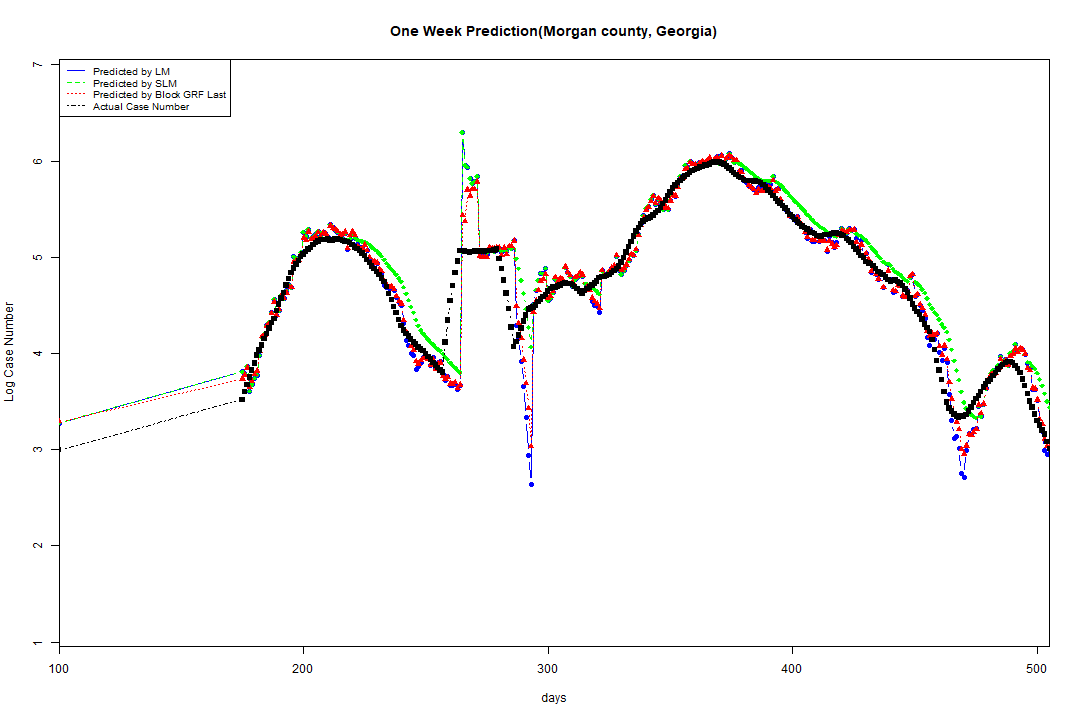 One Week Prediction(Morgan county, Georgia)
Predicted by LM
Predicted by SLM
Predicted by Block GRF Last
Actual Case Number
7
6
5
4
3
2
1
Log Case Number
100 200 300 400 500
days